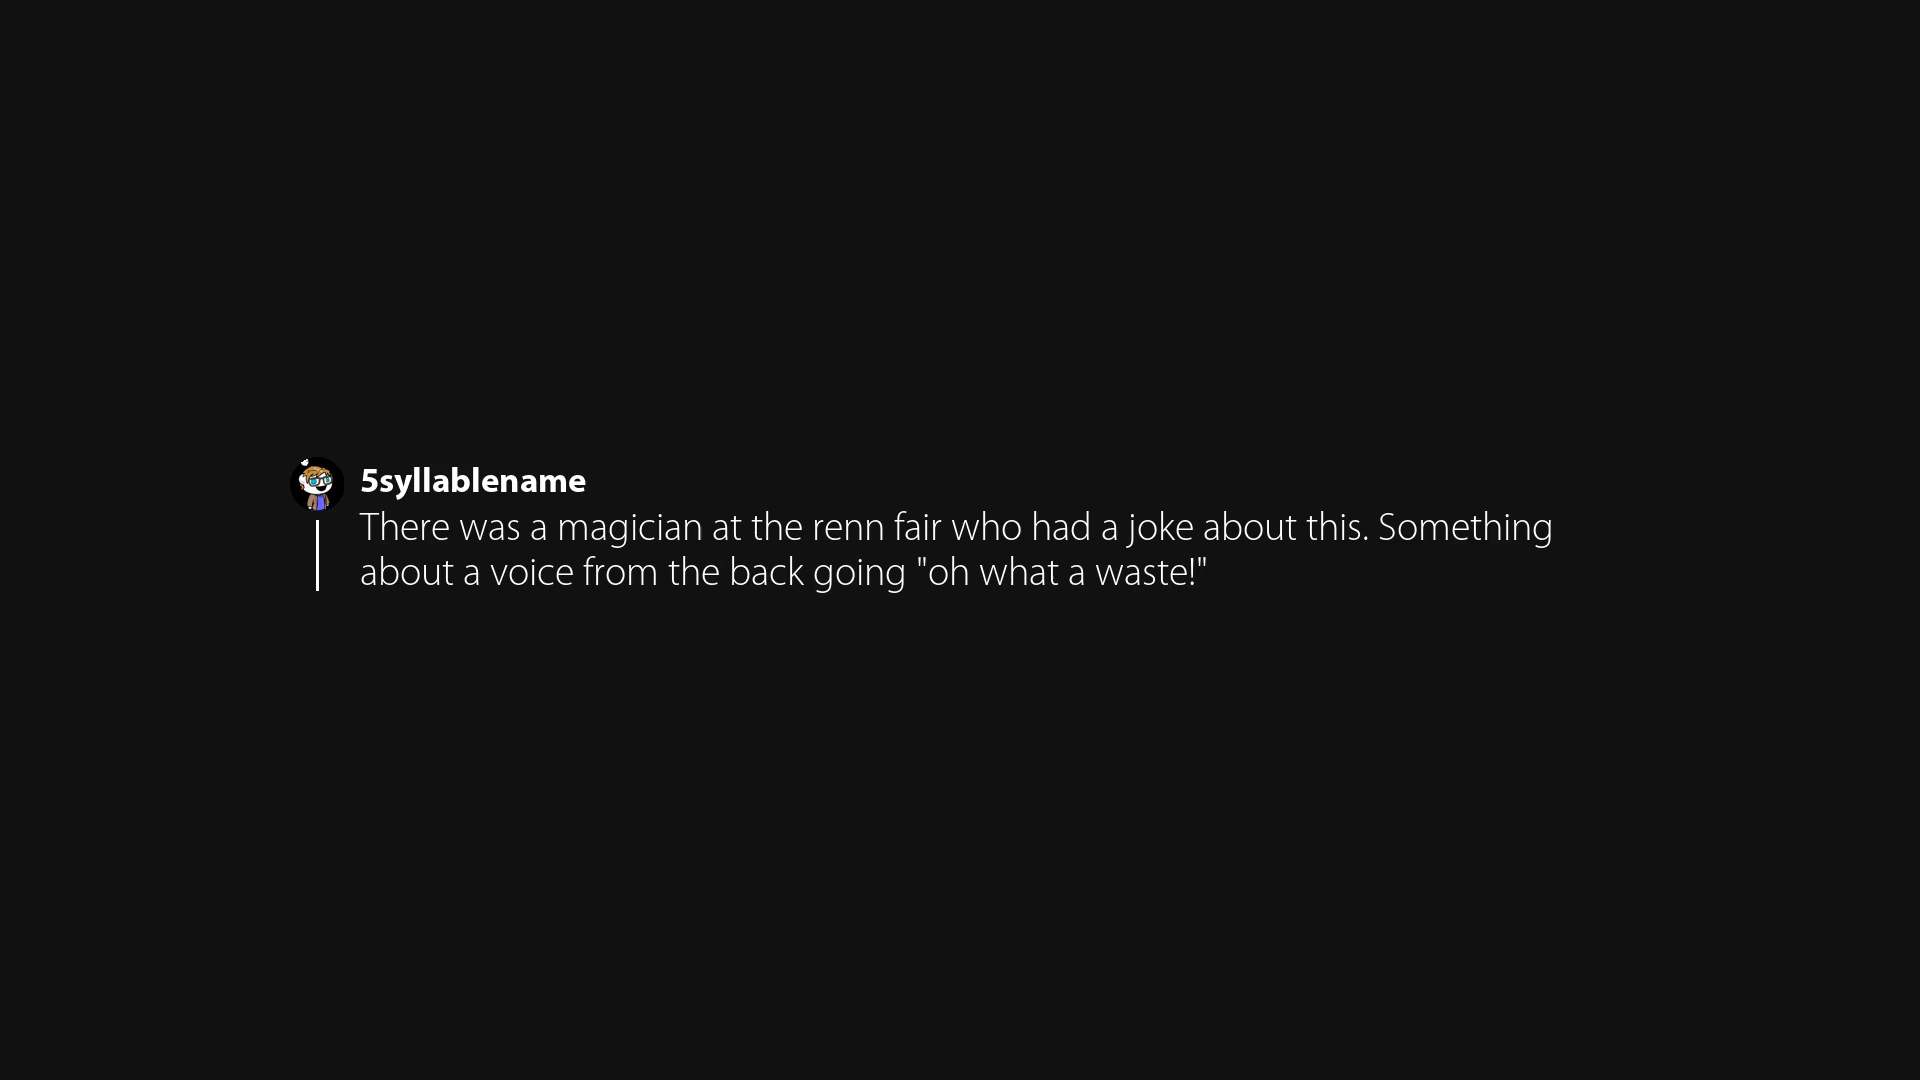 5syllablename
There was a magician at the renn fair who had a joke about this. Something
about a voice from the back going "oh what a waste!"